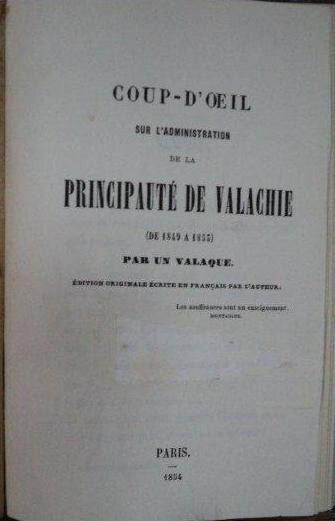 COUP-D'ŒIL
SUR L'ADMINISTRATION
DE LA
PRINCIPAUTÉ DE VALACHIE
(DE 1849 A 1853)
PAR UN VALAQUE.
ÉDITION ORIGINALE ÉCRITE EN FRANÇAIS PAR L'AUTEUR.
Les souffrances sont un enseignement
PARIS.
1854